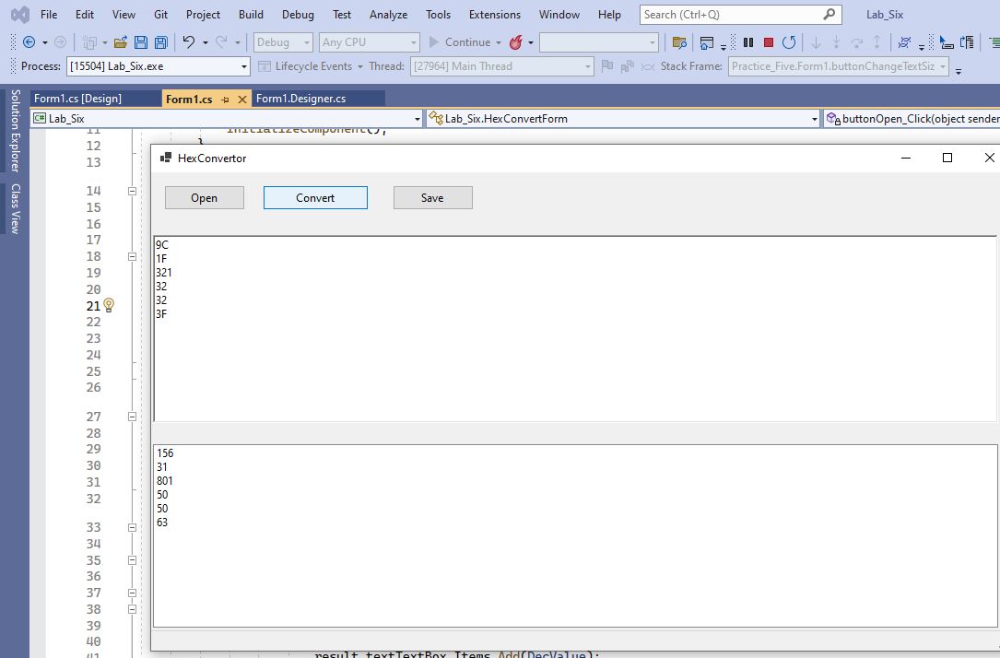 File Edit View Git Project Build Debug Test Analyze Tools Extensions Window Help Search (Ctrl+Q) Lab_Six
Debug Any CPU Continue
Process: [15504] Lab_Six.exe Lifecycle Events Thread: [27964] Main Thread Stack Frame: Practice_Five.Form1.buttonChangeTextSiz
Solution Explorer
Class View
Form1.cs [Design] Form1.cs Form1.Designer.cs
C# Lab_Six Lab_Six.HexConvertForm buttonOpen_Click(object sender
11 InitializeComponent();
12 }
13
14
15
16
17
18
19
20
21
22
23
24
25
26
27
28
29
30
31
32
33
34
35
36
37
38
39
40
41 result_textTextBox.Items.Add(DecValue);
HexConvertor
Open Convert Save
9C
1F
321
32
32
3F
156
31
801
50
50
63